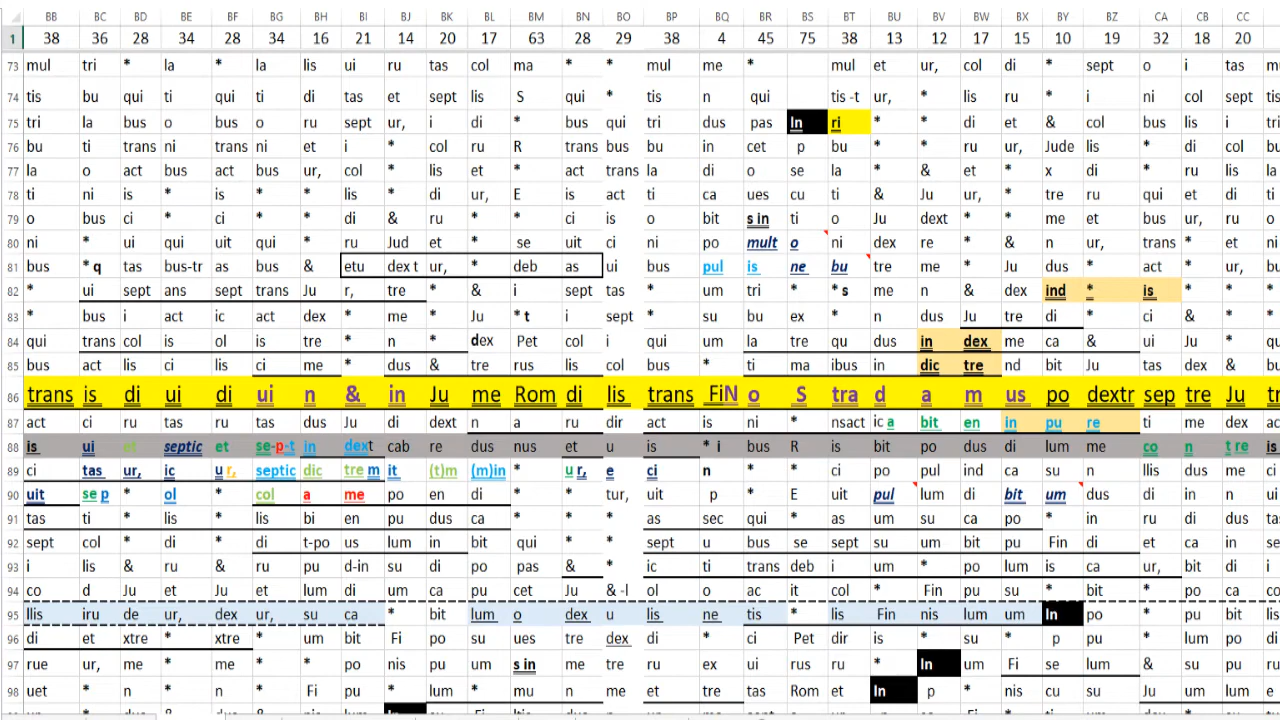 BB BC BD BE BF BG BH BI BJ BK BL BM BN BO BP BQ BR BS BT BU BV BW BX BY BZ CA CB CC
1 38 36 28 34 28 34 16 21 14 20 17 63 28 29 38 4 45 75 38 13 12 17 15 10 19 32 18 20
73 mul tri * la * la lis ui ru tas col ma * * mul me * mul et ur, col di * sept o i tas
74 tis bu qui ti qui ti di tas et sept lis S qui * tis n qui tis -t ur, * lis ru * i ni col sept
75 tri la bus o bus o ru sept ur, i di * bus qui tri dus pas In ri * * di et & col bus lis i
76 bu ti trans ni trans ni et i * col ru R trans bus bu in cet p bu * * ru ur, Jude lis * di col
77 la o act bus act bus ur, col * lis et * act trans la di o se la * & et * x di * ru lis
78 ti ni is * is * * lis * di ur, E is act ti ca ues cu ti & Ju ur, * tre ru qui et di
79 o bus ci * ci * * di & ru * * ci is o bit s in ti o Ju dext * * me et bus ur, ru
80 ni * ui qui uit qui * ru Jud et * se uit ci ni po mult o ni dex re * & n ur, trans * et
81 bus * q tas bus-tr as bus & etu dex t ur, * deb as ui bus pul is ne bu tre me * Ju dus * act * ur,
82 * ui sept ans sept trans Ju r, tre * & i sept tas * um tri * * s me n & dex ind * is * *
83 * bus i act ic act dex * me * Ju * t i sept * su bu ex * n dus Ju tre di * ci & *
84 qui trans col is ol is tre * n * dex Pet col i qui um la tre qu dus in dex me ca & ui Ju *
85 bus act lis ci lis ci me * dus & tre rus lis col bus * ti ma ibus in dic tre nd bit Ju tas dex &
86 trans is di ui di ui n & in Ju me Rom di lis trans FiN o S tra d a m us po dextr sep tre Ju
87 act ci ru tas ru tas dus Ju di dext n a ru di act is ni * nsact ic a bit en in pu re ti me dex
88 is ui et septic et se-p-t in dext cab re dus nus et u is * i bus R is bit po dus di lum me co n t re is
89 ci tas ur, ic u r, septic dic tre m it (t)m (m)in * u r, e ci n * * ci po pul ind ca su n llis dus me
90 uit se p * ol * col a me po en di * * tur, uit p * E uit pul lum di bit um dus di in n
91 tas ti * lis * lis bi en pu dus ca * * * as sec qui * as um su ca po * in ru di dus
92 sept col * di * di t-po us lum in bit qui * * sept u bus se sept su um bit pu Fin di et ca in
93 i lis & ru & ru pu d-in su di po pas & * ic ti trans deb i um * po lum is ca ur, bit di
94 co d Ju et Ju et lum di um ca pu cet Ju & -l o o ac it col * Fin pu su * bit * po ca
95 llis iru de ur, dex ur, su ca * bit lum o dex u lis ne tis * lis Fin nis lum um In po * pu bit
96 di et xtre * xtre * um bit Fi po su ues tre dex di * ci Pet dir is * su * p pu * lum po
97 rue ur, me * me * * po nis pu um s in me tre ru ex ui rus ru * In um Fi se lum & su pu
98 uet * n * n * Fi pu * lum * mu n me et tre tas Rom et In p * nis cu su Ju um lum